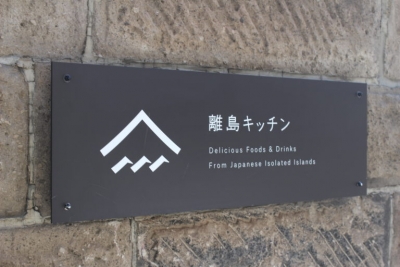 離島キッチン
Delicious Foods & Drinks
From Japanese Isolated Islands